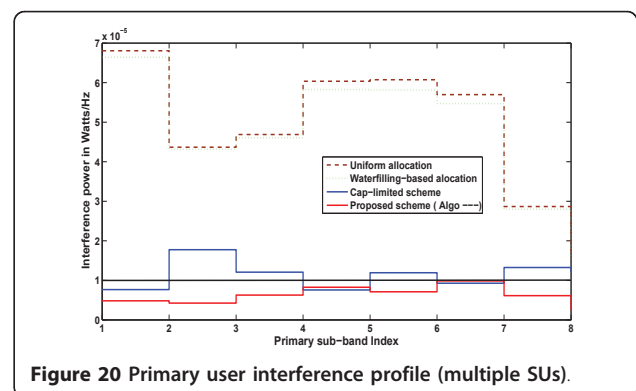 x 10⁻⁵
7
6
5
4
3
2
1
0
Interference power in Watts/Hz
Uniform allocation
Waterfilling−based alocation
Cap−limited scheme
Proposed scheme ( Algo −−−)
1 2 3 4 5 6 7 8
Primary sub−band Index
Figure 20 Primary user interference profile (multiple SUs).